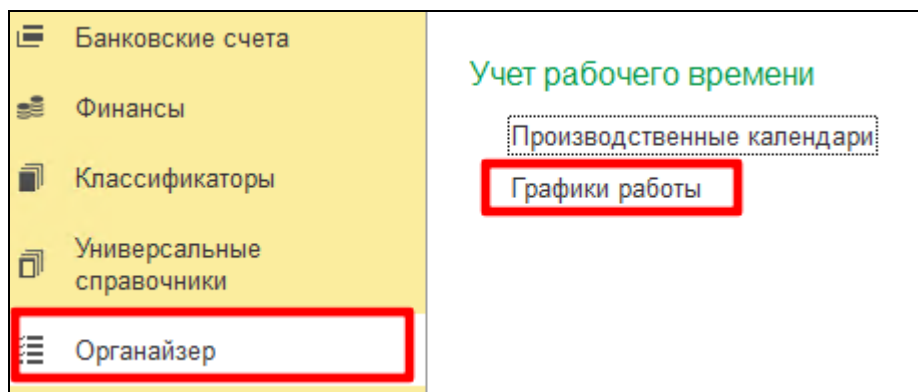 Банковские счета
Финансы
Классификаторы
Универсальные
справочники
Органайзер
Учет рабочего времени
Производственные календари
Графики работы